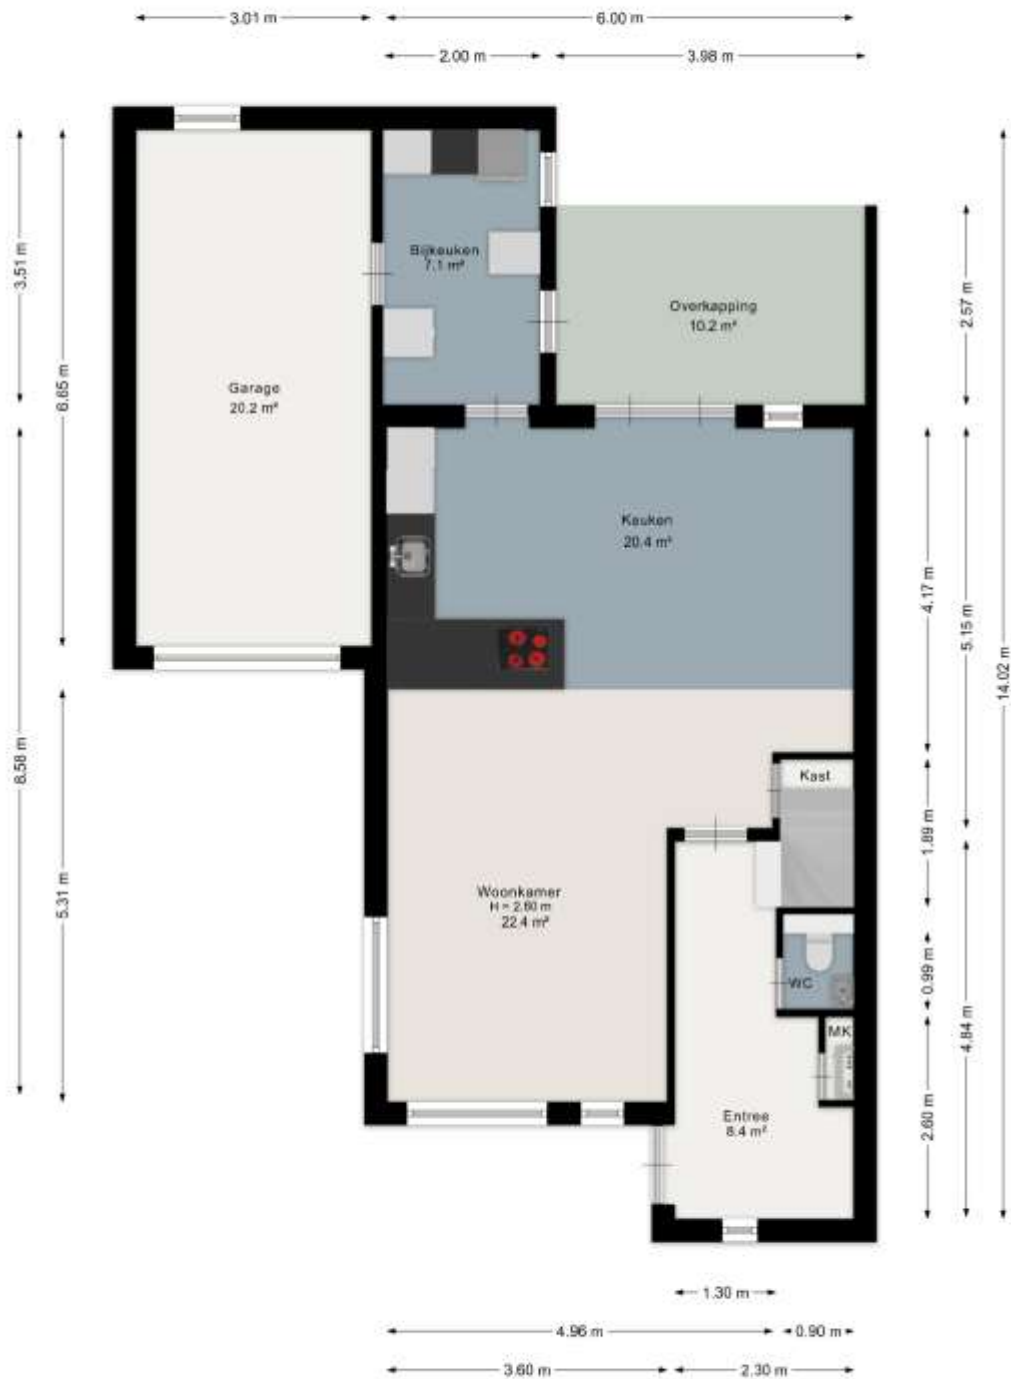 3.01 m
6.00 m
2.00 m
3.98 m
3.51 m
6.65 m
Bijkeuken
7.1 m²
Overkapping
10.2 m²
2.57 m
Garage
20.2 m²
Keuken
20.4 m²
4.17 m
5.15 m
14.02 m
8.58 m
Kast
1.89 m
5.31 m
Woonkamer
H = 2.60 m
22.4 m²
WC
0.99 m
MK
4.84 m
Entree
8.4 m²
2.60 m
1.30 m
4.96 m
0.90 m
3.60 m
2.30 m